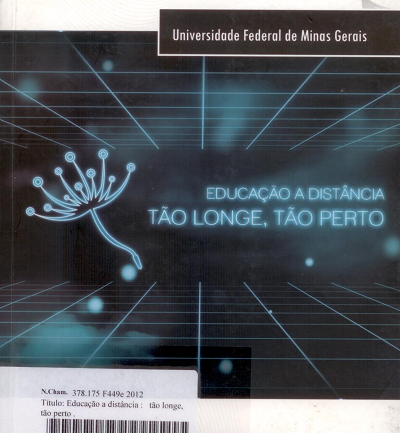 Universidade Federal de Minas Gerais
EDUCAÇÃO A DISTÂNCIA
TÃO LONGE, TÃO PERTO
N.Cham. 378.175 F449e 2012
Título: Educação a distância : tão longe,
tão perto .